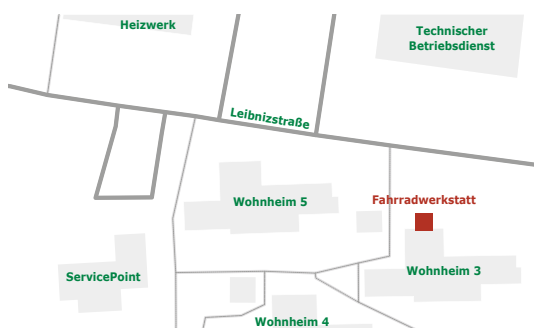 Heizwerk
Technischer
Betriebsdienst
Leibnizstraße
Wohnheim 5
Fahrradwerkstatt
ServicePoint
Wohnheim 3
Wohnheim 4